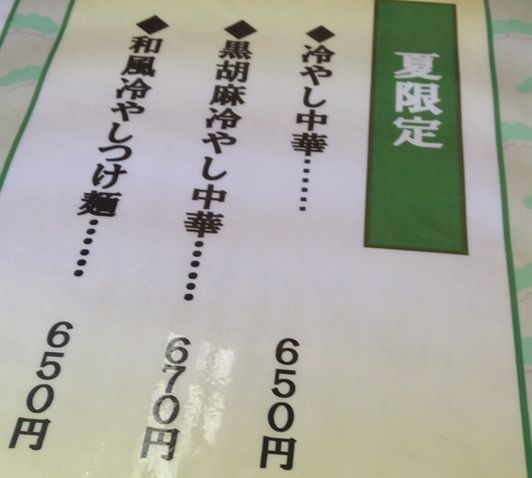 夏限定
◆冷やし中華……
650円
◆黒胡麻冷やし中華……
670円
◆和風冷やしつけ麺……
650円